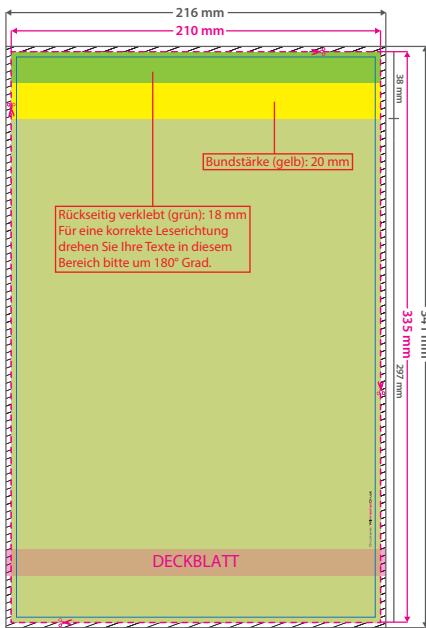 216 mm
210 mm
38 mm
Bundstärke (gelb): 20 mm
Rückseitig verklebt (grün): 18 mm
Für eine korrekte Leserichtung
drehen Sie Ihre Texte in diesem
Bereich bitte um 180° Grad.
335 mm
297 mm
DECKBLATT